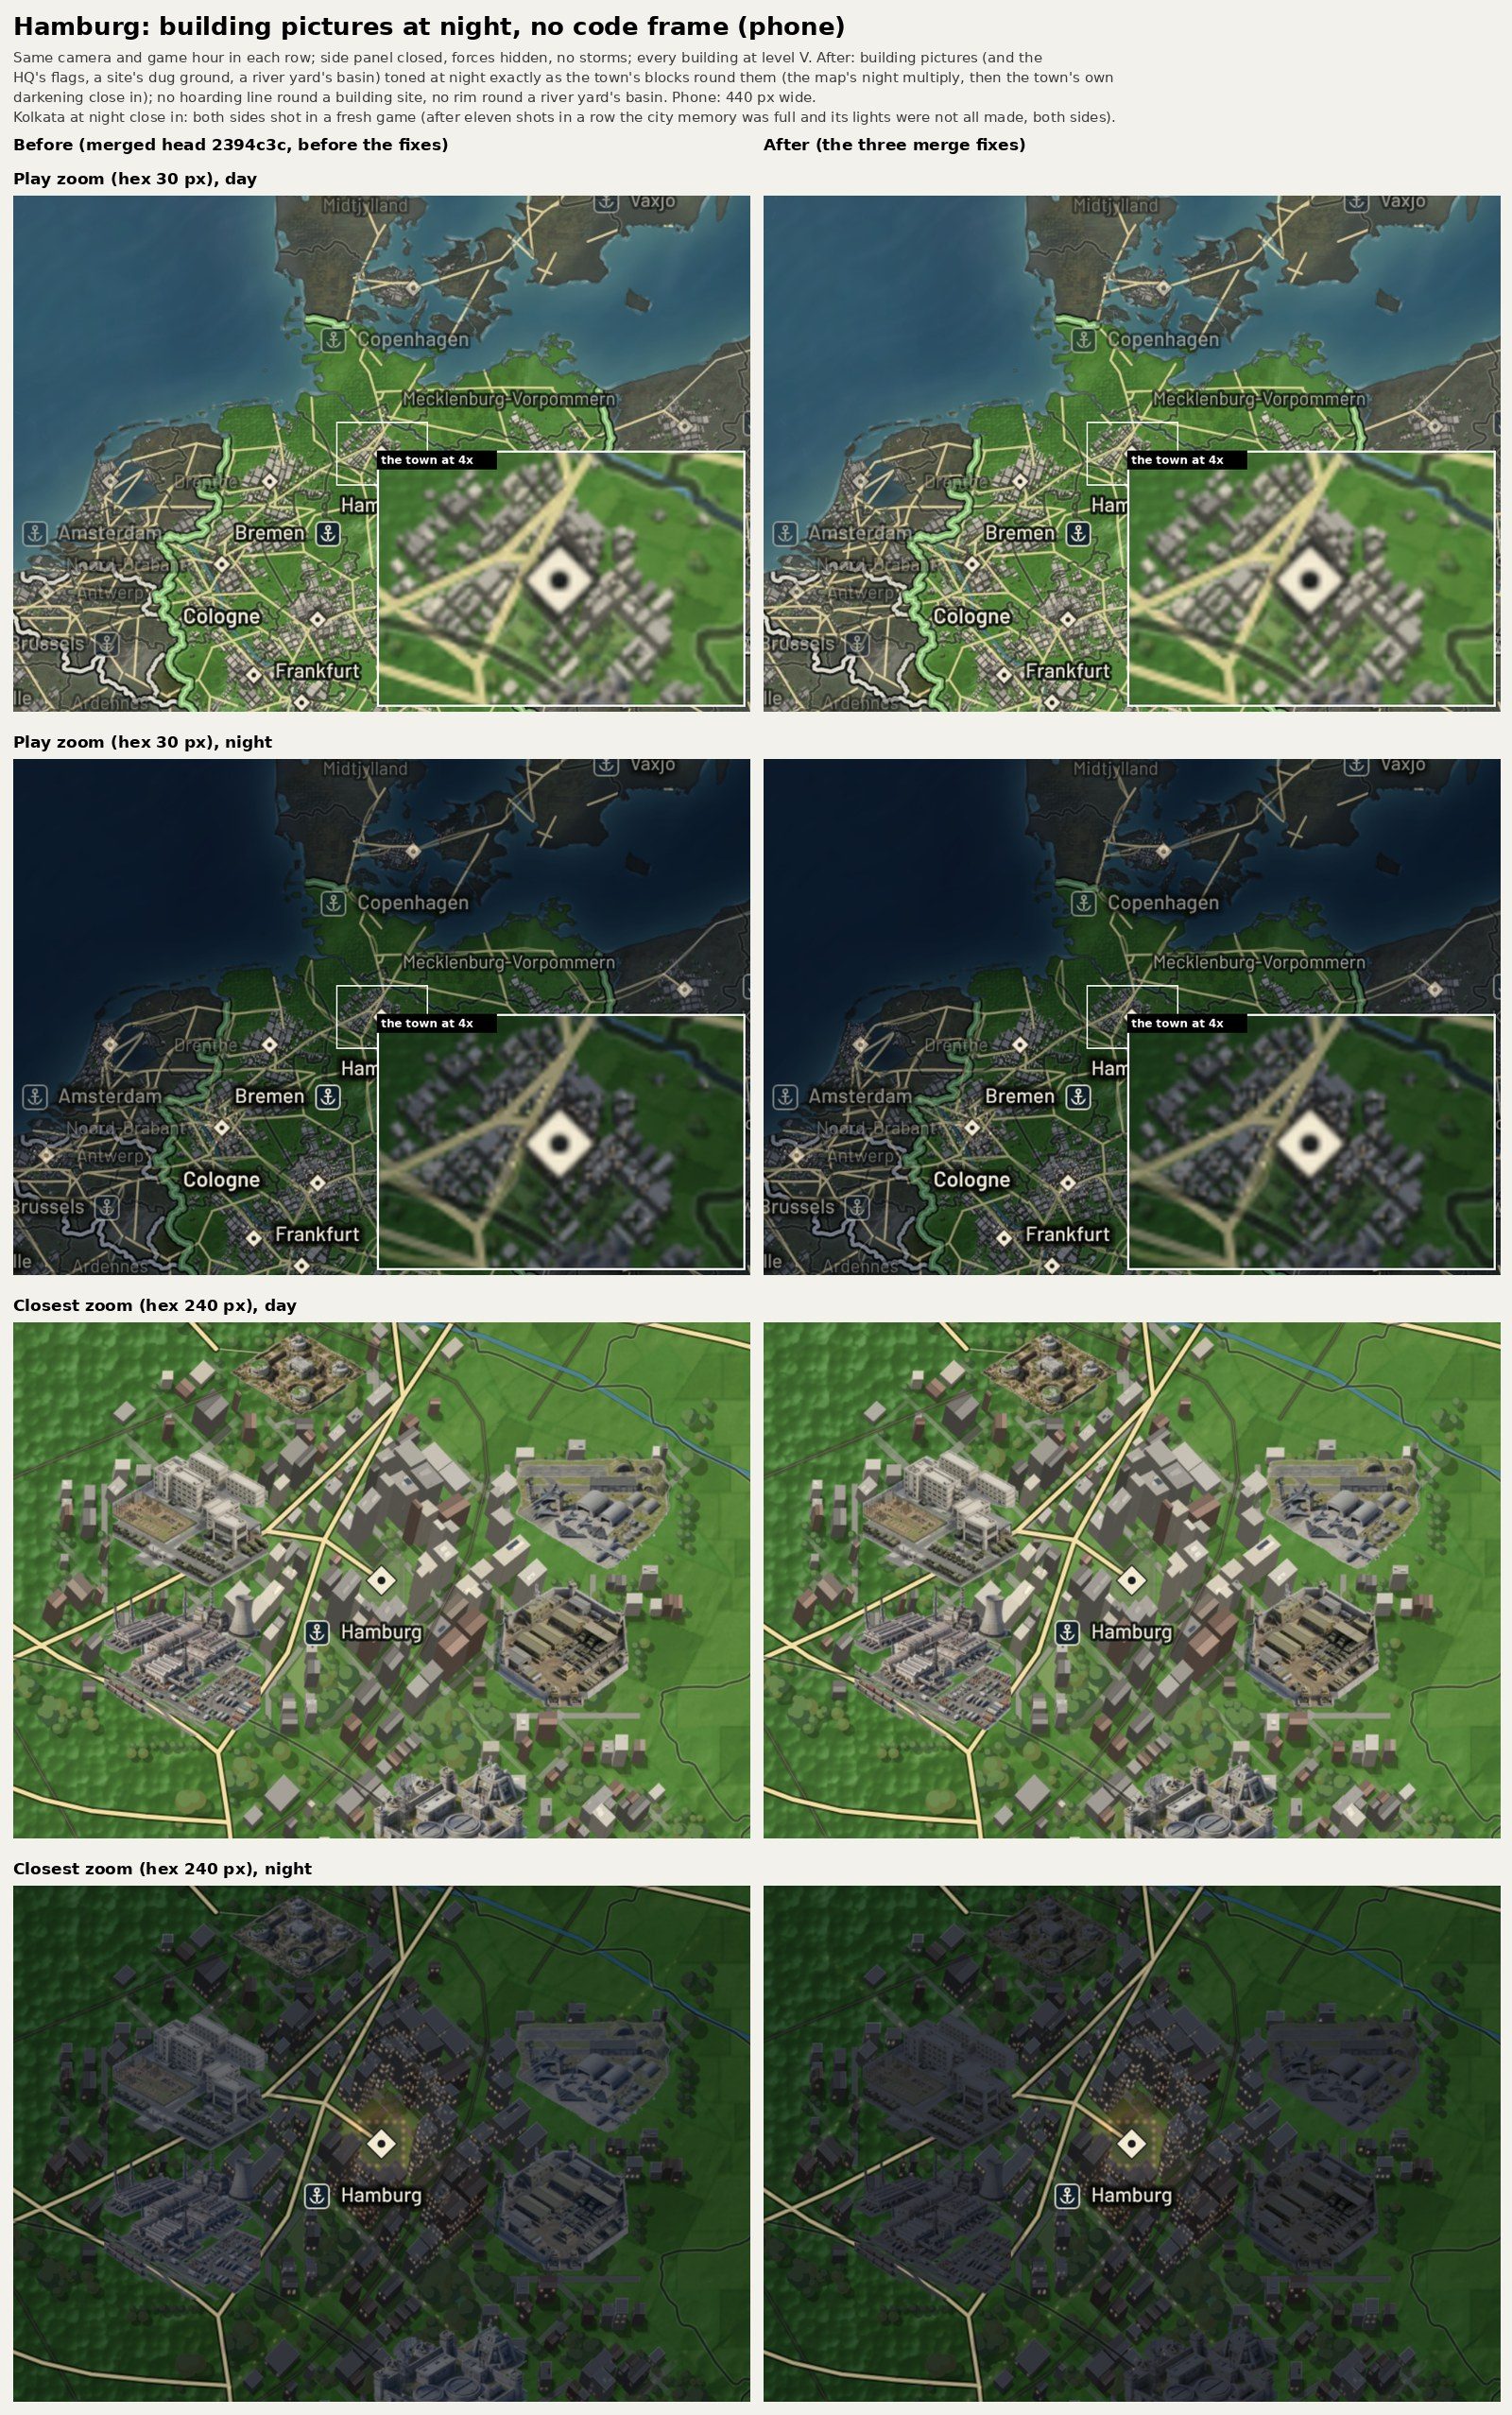 Hamburg: building pictures at night, no code frame (phone)
Same camera and game hour in each row; side panel closed, forces hidden, no storms; every building at level V. After: building pictures (and the
HQ's flags, a site's dug ground, a river yard's basin) toned at night exactly as the town's blocks round them (the map's night multiply, then the town's own
darkening close in); no hoarding line round a building site, no rim round a river yard's basin. Phone: 440 px wide.
Kolkata at night close in: both sides shot in a fresh game (after eleven shots in a row the city memory was full and its lights were not all made, both sides).
Before (merged head 2394c3c, before the fixes)
After (the three merge fixes)
Play zoom (hex 30 px), day
Midtjylland
Vaxjo
Copenhagen
Mecklenburg-Vorpommern
the town at 4x
Drenthe
Ham
Amsterdam
Bremen
Noord-Brabant
Antwerp
Cologne
Brussels
Frankfurt
lle
Ardennes
Midtjylland
Vaxjo
Copenhagen
Mecklenburg-Vorpommern
the town at 4x
Drenthe
Ham
Amsterdam
Bremen
Noord-Brabant
Antwerp
Cologne
Brussels
Frankfurt
lle
Ardennes
Play zoom (hex 30 px), night
Midtjylland
Vaxjo
Copenhagen
Mecklenburg-Vorpommern
the town at 4x
Drenthe
Ham
Amsterdam
Bremen
Noord-Brabant
Antwerp
Cologne
Brussels
Frankfurt
lle
Ardennes
Midtjylland
Vaxjo
Copenhagen
Mecklenburg-Vorpommern
the town at 4x
Drenthe
Ham
Amsterdam
Bremen
Noord-Brabant
Antwerp
Cologne
Brussels
Frankfurt
lle
Ardennes
Closest zoom (hex 240 px), day
Hamburg
Hamburg
Closest zoom (hex 240 px), night
Hamburg
Hamburg